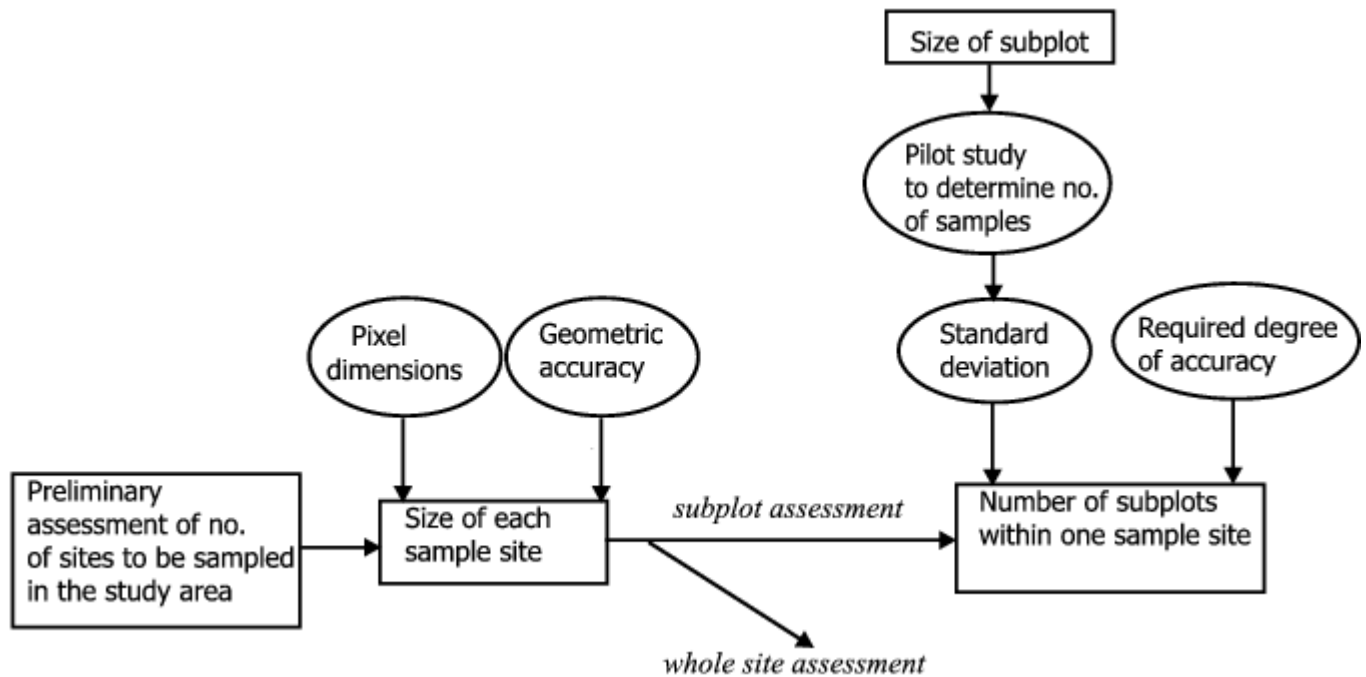 Size of subplot
Pilot study
to determine no.
of samples
Pixel
dimensions
Geometric
accuracy
Standard
deviation
Required degree
of accuracy
Preliminary
assessment of no.
of sites to be sampled
in the study area
Size of each
sample site
subplot assessment
Number of subplots
within one sample site
whole site assessment